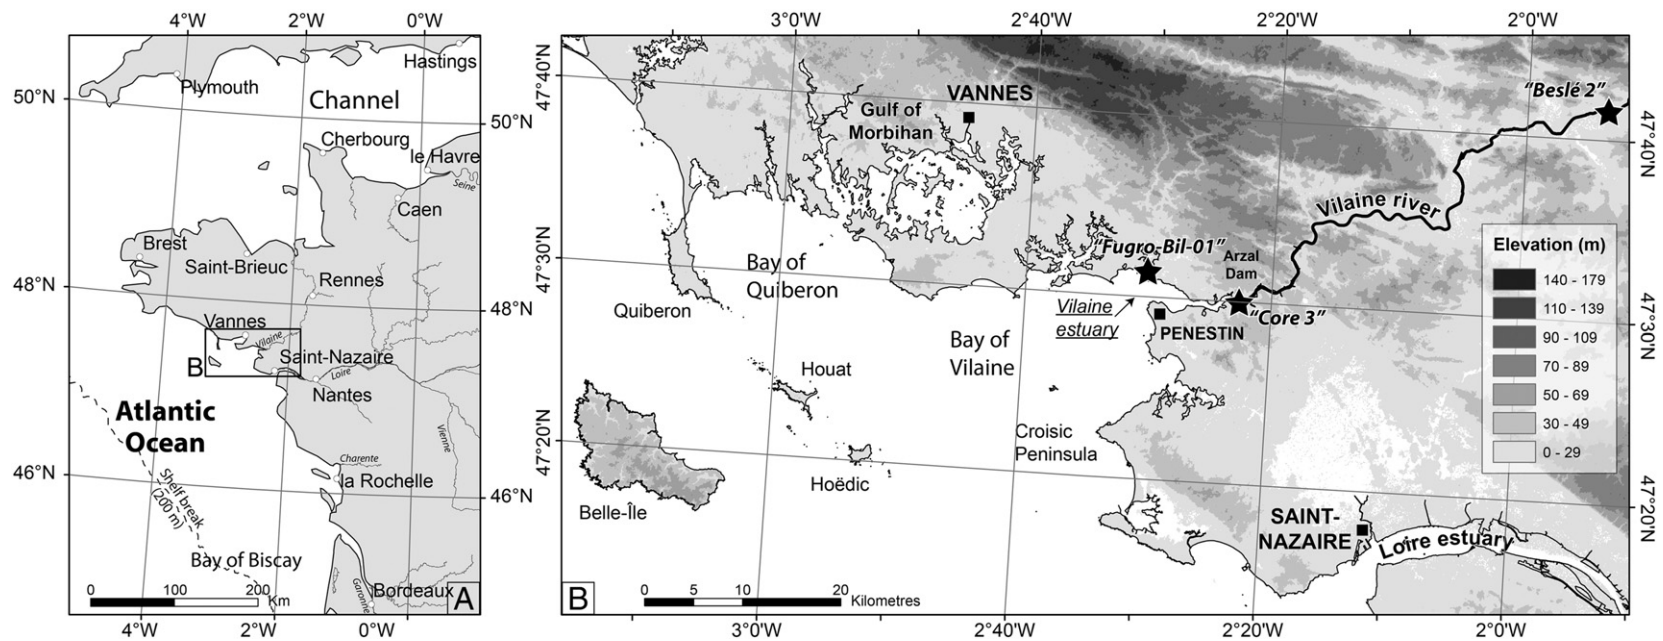 4°W 2°W 0°W
50°N
48°N
46°N
50°N
48°N
46°N
Hastings
Plymouth
Channel
Cherbourg
le Havre
Seine
Caen
Brest
Saint-Brieuc
Rennes
Vannes
Vilaine
Saint-Nazaire
B
Loire
Nantes
Atlantic
Ocean
Vienne
Charente
la Rochelle
Shelf break
(200 m)
Bay of Biscay
Garonne
Bordeaux
0 100 200 Km
A
4°W 2°W 0°W
3°0'W 2°40'W 2°20'W 2°0'W
47°40'N
47°30'N
47°20'N
47°40'N
47°30'N
47°20'N
VANNES
Gulf of
Morbihan
"Beslé 2"
Vilaine river
"Fugro-Bil-01"
Arzal
Dam
"Core 3"
Vilaine
estuary
PENESTIN
Bay of
Quiberon
Quiberon
Bay of
Vilaine
Houat
Hoëdic
Belle-Île
Croisic
Peninsula
SAINT-
NAZAIRE
Loire estuary
Elevation (m)
140 - 179
110 - 139
90 - 109
70 - 89
50 - 69
30 - 49
0 - 29
B
0 5 10 20
Kilometres
3°0'W 2°40'W 2°20'W 2°0'W